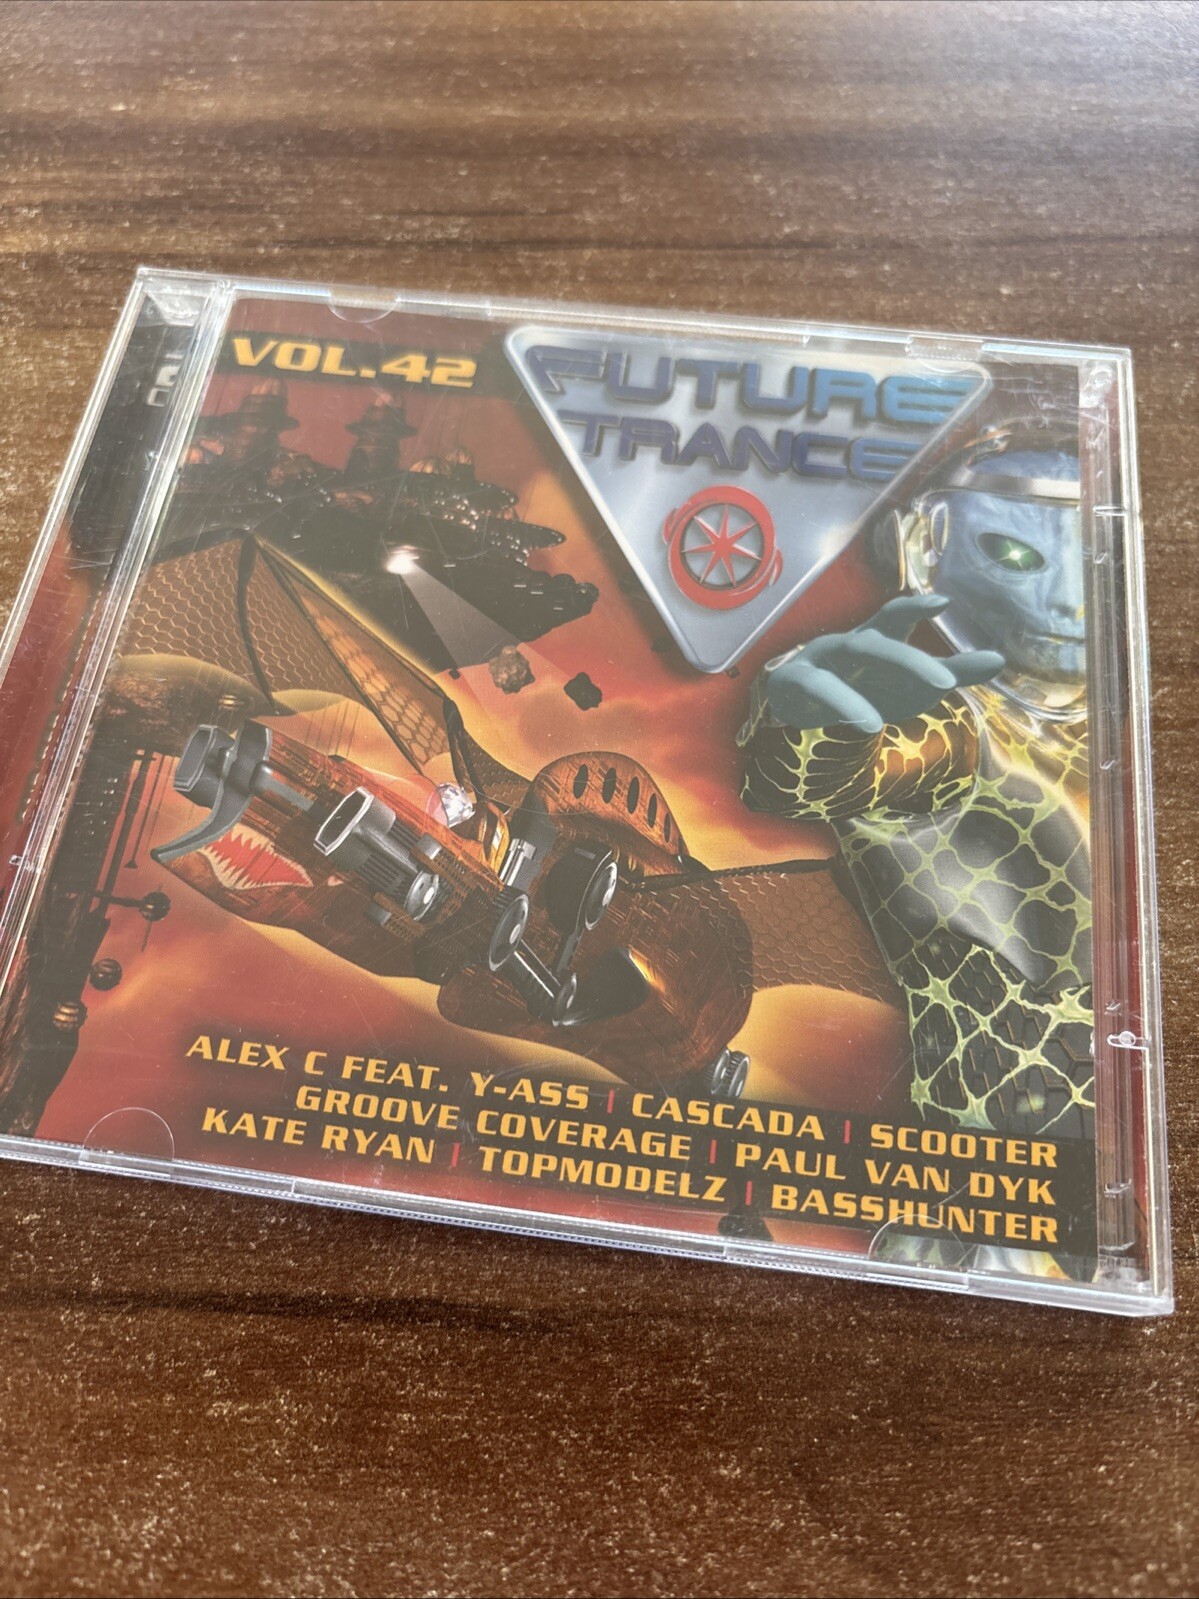 VOL.42
FUTURE
TRANCE
ALEX C FEAT. Y-ASS | CASCADA | SCOOTER
GROOVE COVERAGE | PAUL VAN DYK
KATE RYAN | TOPMODELZ | BASSHUNTER